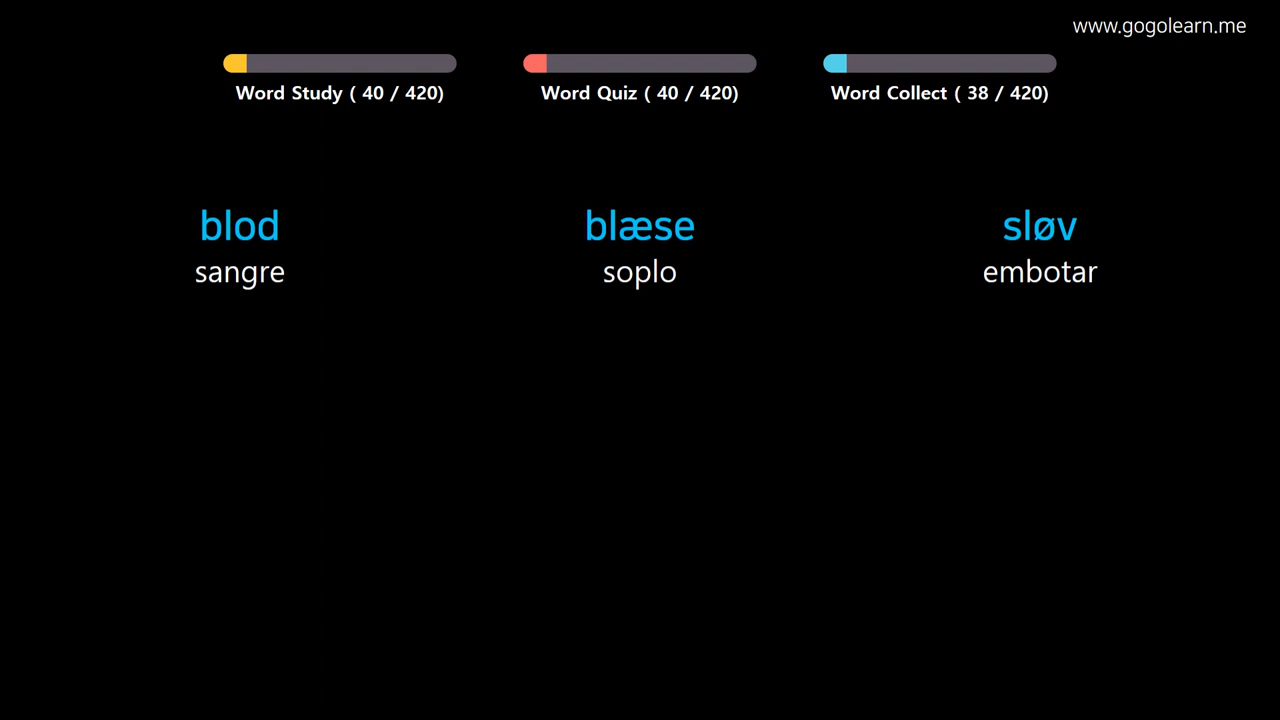 www.gogolearn.me
Word Study ( 40 / 420)
Word Quiz ( 40 / 420)
Word Collect ( 38 / 420)
blod
sangre
blæse
soplo
sløv
embotar